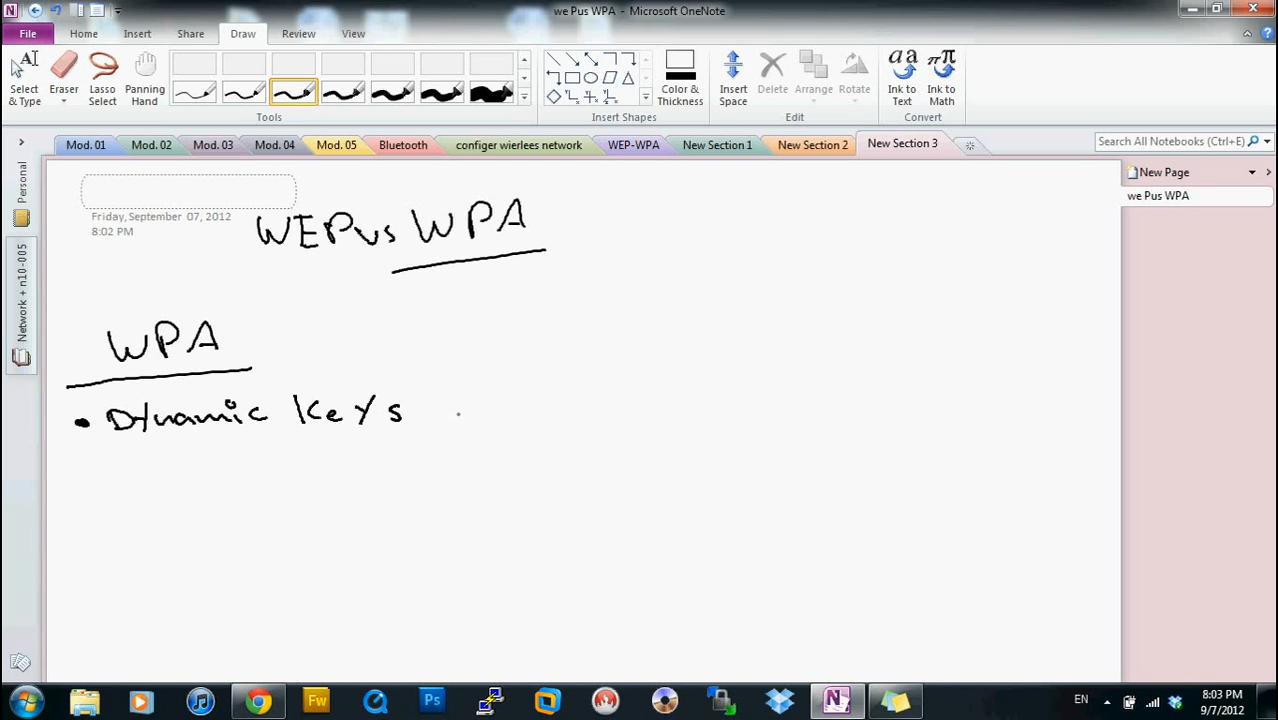 we Pus WPA - Microsoft OneNote
File Home Insert Share Draw Review View
Select & Type
Eraser
Lasso Select
Panning Hand
Tools
Insert Shapes
Color & Thickness
Insert Space
Delete
Arrange
Rotate
Edit
Ink to Text
Ink to Math
Convert
Mod. 01 Mod. 02 Mod. 03 Mod. 04 Mod. 05 Bluetooth configer wierlees network WEP-WPA New Section 1 New Section 2 New Section 3
Search All Notebooks (Ctrl+E)
Personal
Network + n10-005
New Page
we Pus WPA
Friday, September 07, 2012
8:02 PM
WEPvs WPA
WPA
• Dynamic Keys
EN
8:03 PM
9/7/2012